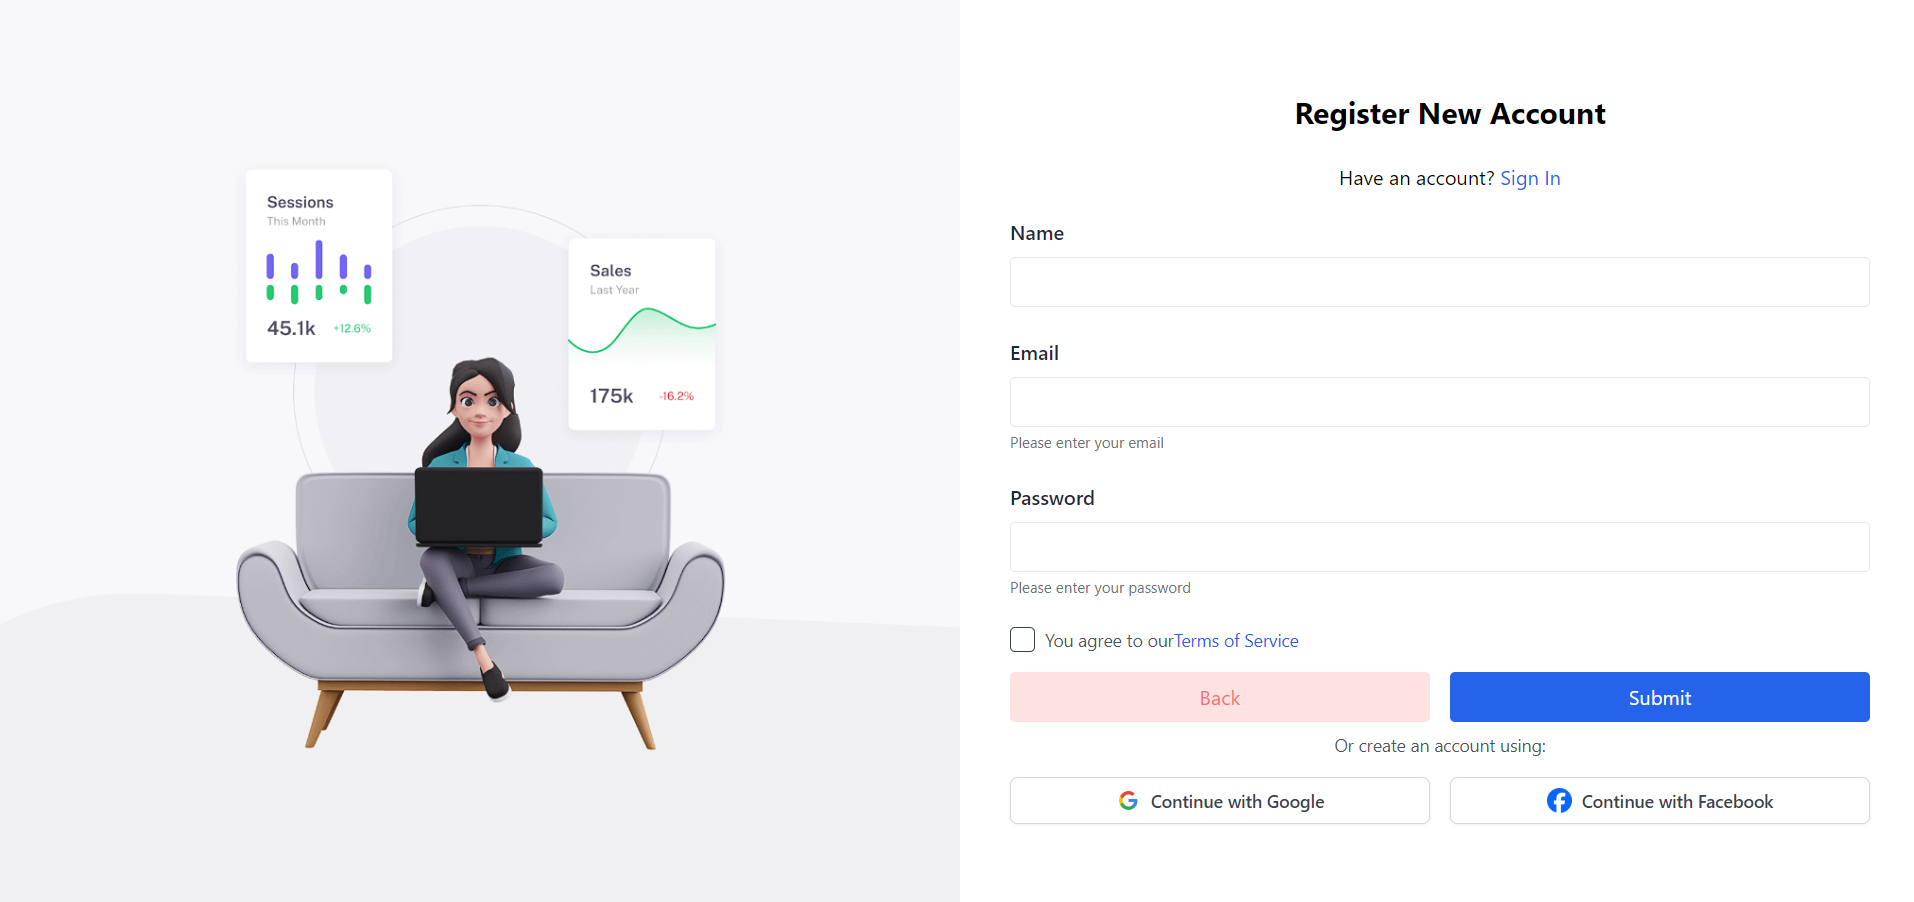 Sessions
This Month
45.1k +12.6%
Sales
Last Year
175k -16.2%
Register New Account
Have an account? Sign In
Name
Email
Please enter your email
Password
Please enter your password
You agree to ourTerms of Service
Back Submit
Or create an account using:
Continue with Google Continue with Facebook